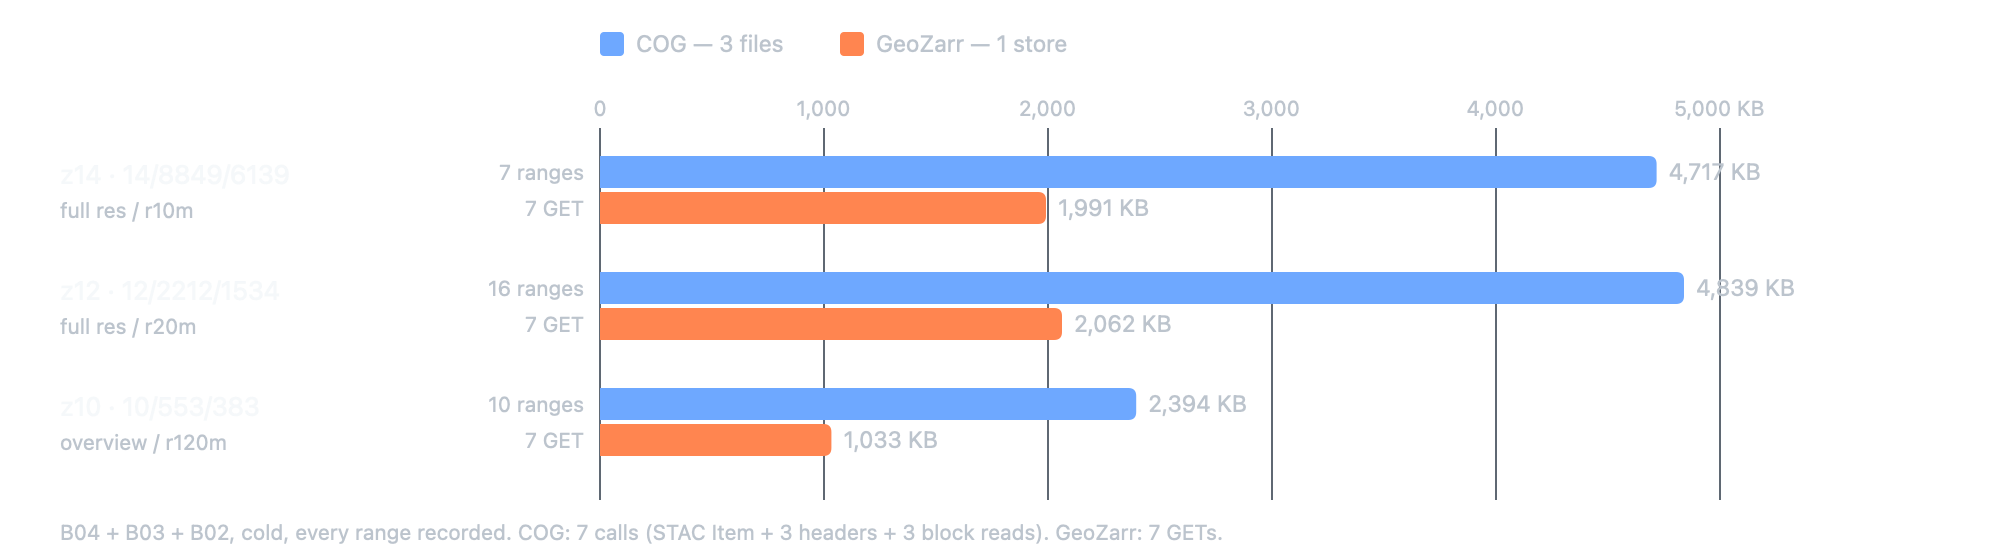 COG — 3 files
GeoZarr — 1 store
0 1,000 2,000 3,000 4,000 5,000 KB
z14 · 14/8849/6139
7 ranges 4,717 KB
full res / r10m
7 GET 1,991 KB
z12 · 12/2212/1534
16 ranges 4,839 KB
full res / r20m
7 GET 2,062 KB
z10 · 10/553/383
10 ranges 2,394 KB
overview / r120m
7 GET 1,033 KB
B04 + B03 + B02, cold, every range recorded. COG: 7 calls (STAC Item + 3 headers + 3 block reads). GeoZarr: 7 GETs.